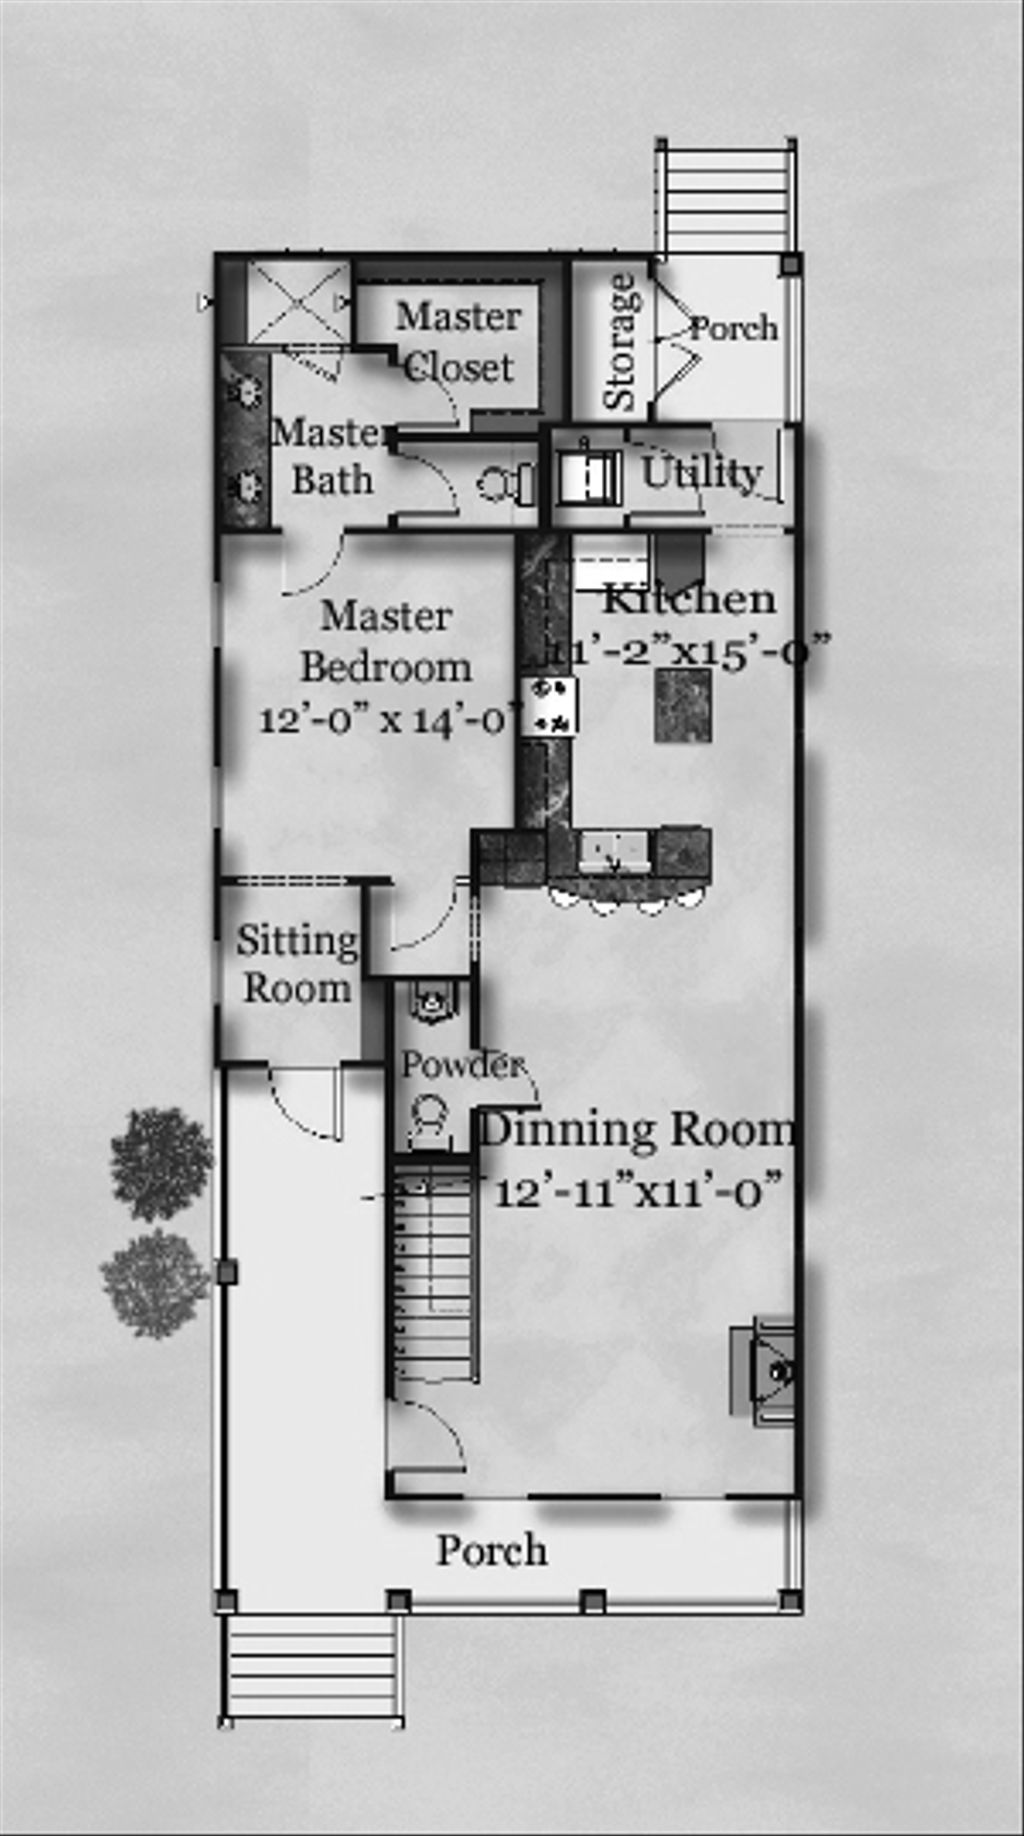 Master
Closet
Storage
Porch
Master
Bath
Utility
Kitchen
11’-2”x15’-0”
Master
Bedroom
12’-0” x 14’-0”
Sitting
Room
Powder
Dinning Room
12’-11”x11’-0”
Porch